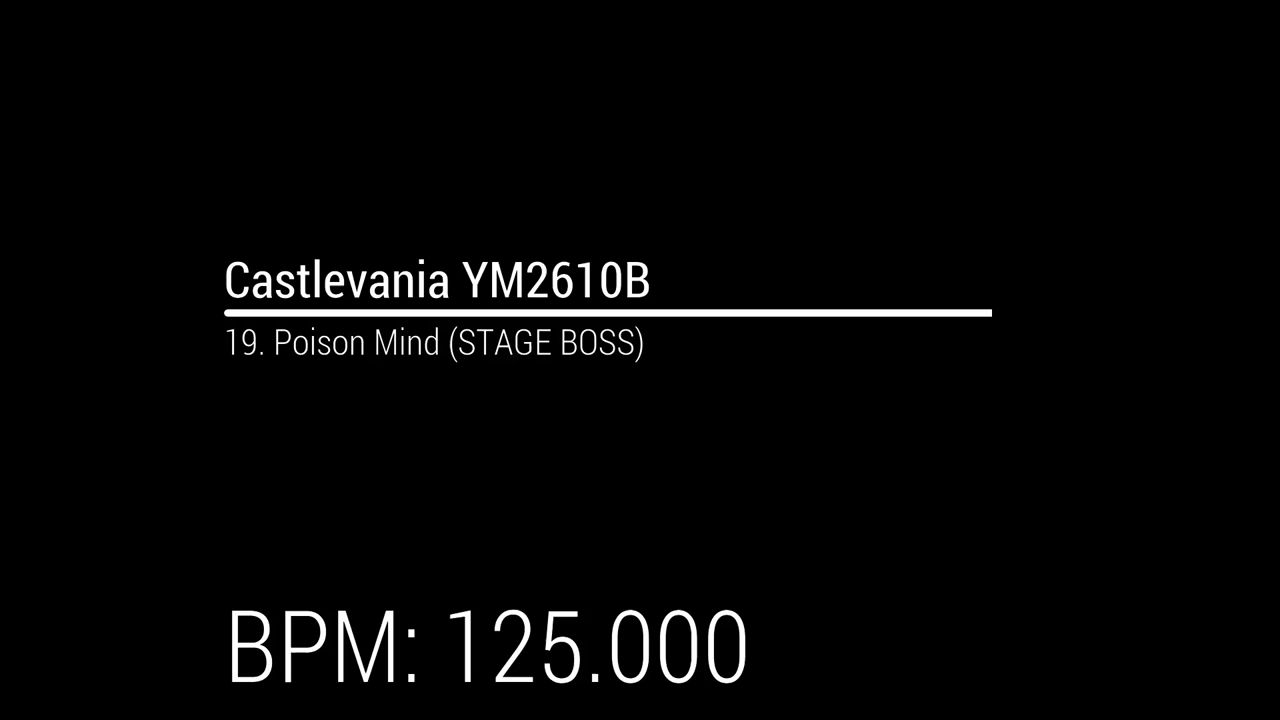 Castlevania YM2610B
19. Poison Mind (STAGE BOSS)
BPM: 125.000